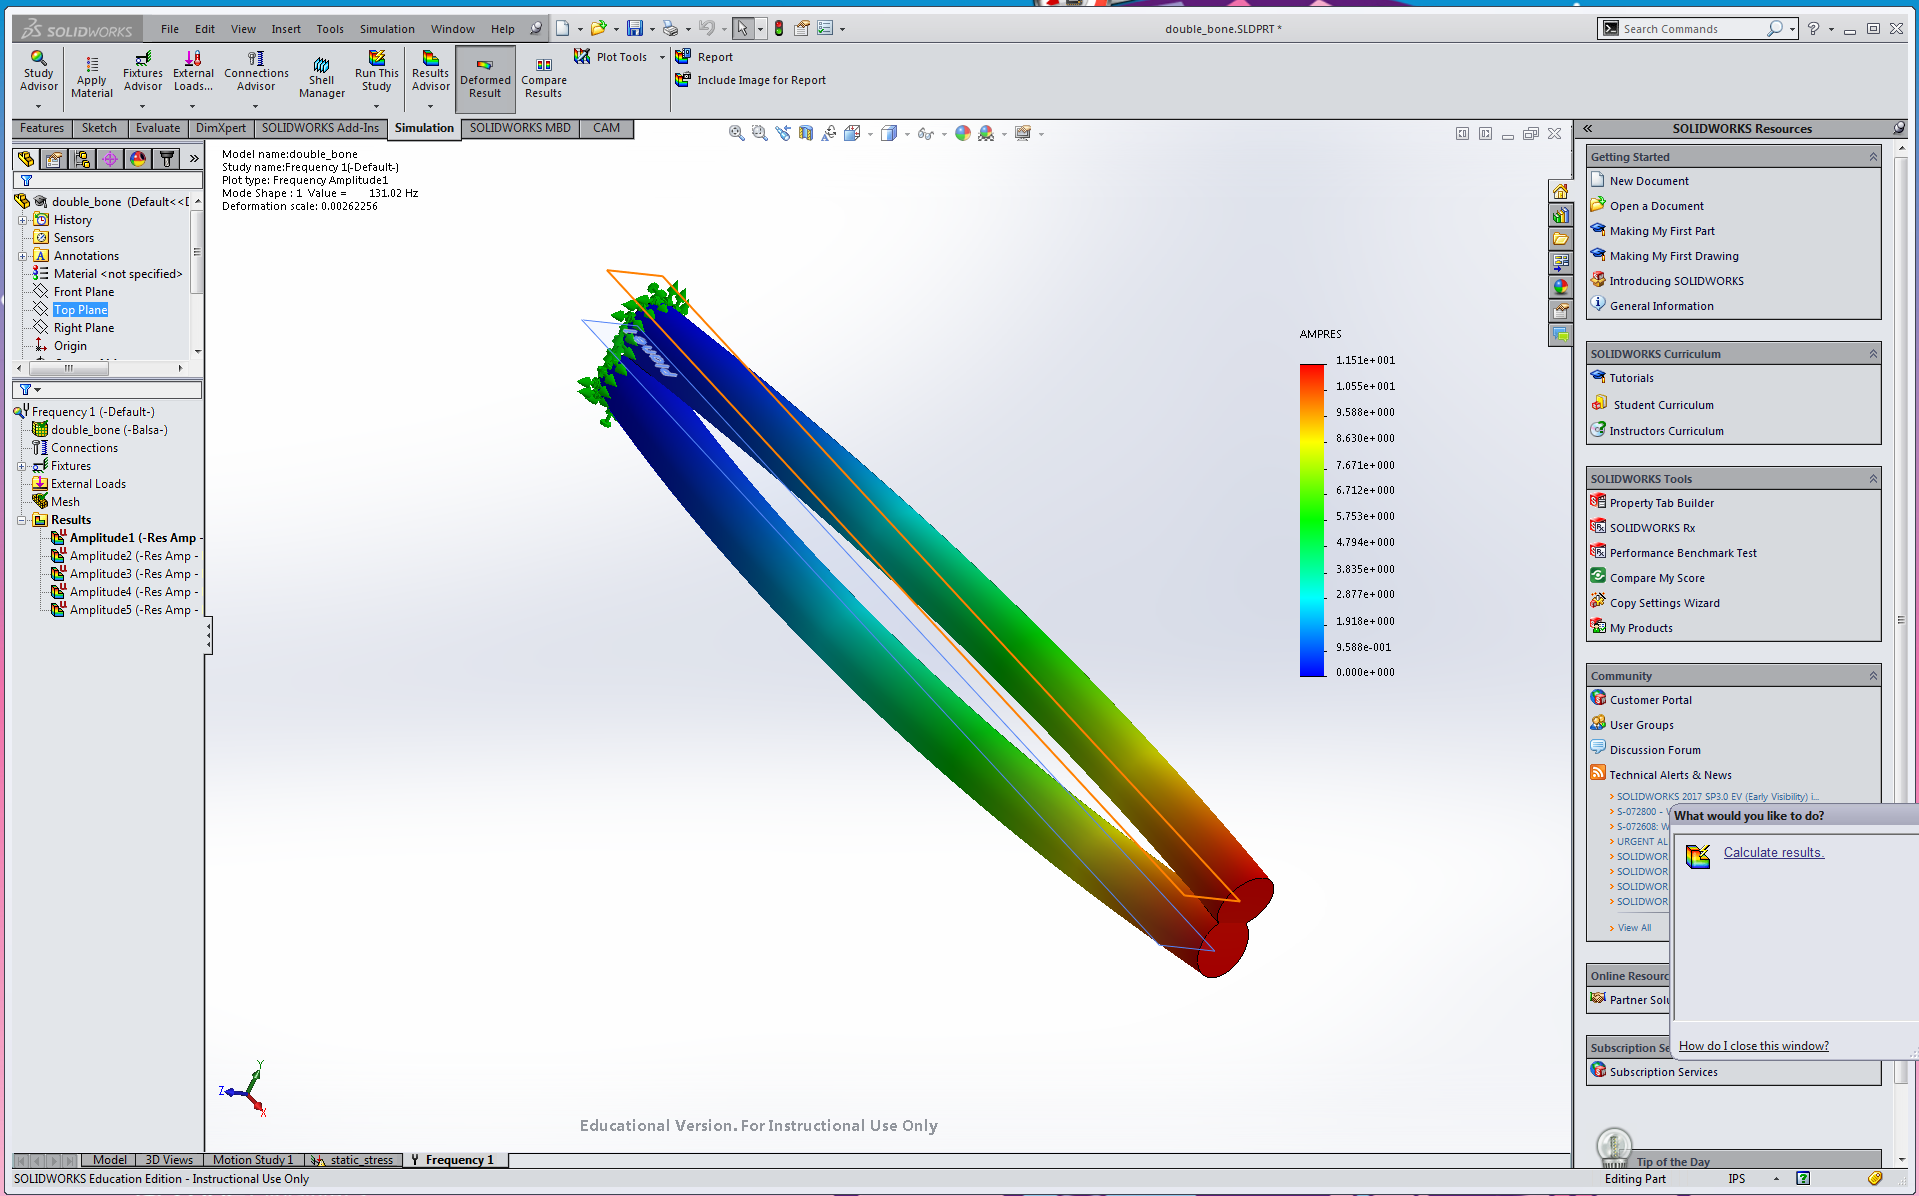 SOLIDWORKS File Edit View Insert Tools Simulation Window Help double_bone.SLDPRT * Search Commands
Study Advisor
Apply Material
Fixtures Advisor
External Loads...
Connections Advisor
Shell Manager
Run This Study
Results Advisor
Deformed Result
Compare Results
Plot Tools
Report
Include Image for Report
Features Sketch Evaluate DimXpert SOLIDWORKS Add-Ins Simulation SOLIDWORKS MBD CAM
double_bone (Default<<D
History
Sensors
Annotations
Material <not specified>
Front Plane
Top Plane
Right Plane
Origin
Frequency 1 (-Default-)
double_bone (-Balsa-)
Connections
Fixtures
External Loads
Mesh
Results
Amplitude1 (-Res Amp -
Amplitude2 (-Res Amp -
Amplitude3 (-Res Amp -
Amplitude4 (-Res Amp -
Amplitude5 (-Res Amp -
Model name:double_bone
Study name:Frequency 1(-Default-)
Plot type: Frequency Amplitude1
Mode Shape : 1 Value = 131.02 Hz
Deformation scale: 0.00262256
AMPRES
1.151e+001
1.055e+001
9.588e+000
8.630e+000
7.671e+000
6.712e+000
5.753e+000
4.794e+000
3.835e+000
2.877e+000
1.918e+000
9.588e-001
0.000e+000
Y
Z
X
Educational Version. For Instructional Use Only
SOLIDWORKS Resources
Getting Started
New Document
Open a Document
Making My First Part
Making My First Drawing
Introducing SOLIDWORKS
General Information
SOLIDWORKS Curriculum
Tutorials
Student Curriculum
Instructors Curriculum
SOLIDWORKS Tools
Property Tab Builder
SOLIDWORKS Rx
Performance Benchmark Test
Compare My Score
Copy Settings Wizard
My Products
Community
Customer Portal
User Groups
Discussion Forum
Technical Alerts & News
SOLIDWORKS 2017 SP3.0 EV (Early Visibility) i...
S-072800 - W
S-072608: W
URGENT AL
SOLIDWOR
SOLIDWOR
SOLIDWOR
SOLIDWOR
View All
Online Resourc
Partner Solu
Subscription Se
Subscription Services
Tip of the Day
What would you like to do?
Calculate results.
How do I close this window?
Model 3D Views Motion Study 1 static_stress Frequency 1
SOLIDWORKS Education Edition - Instructional Use Only Editing Part IPS